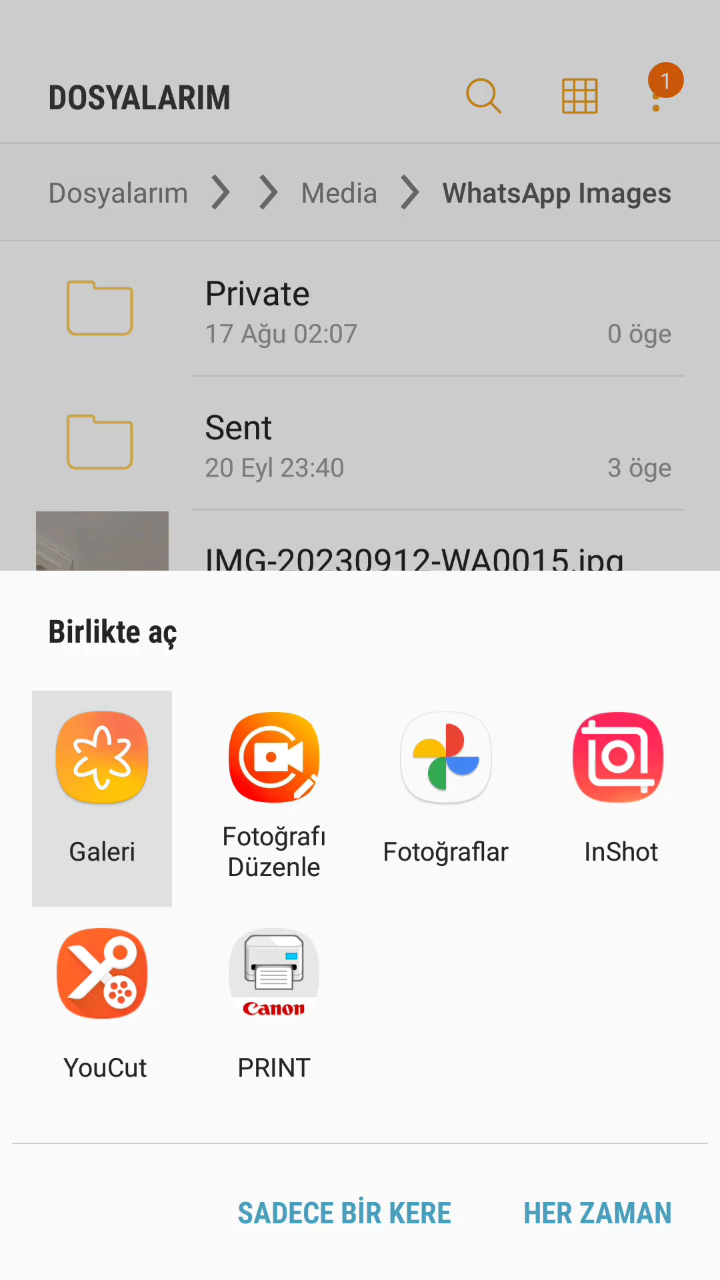 DOSYALARIM
1
Dosyalarım
Media
WhatsApp Images
Private
17 Ağu 02:07
0 öge
Sent
20 Eyl 23:40
3 öge
IMG-20230912-WA0015.jpg
Birlikte aç
Galeri
Fotoğrafı
Düzenle
Fotoğraflar
InShot
Canon
YouCut
PRINT
SADECE BİR KERE
HER ZAMAN